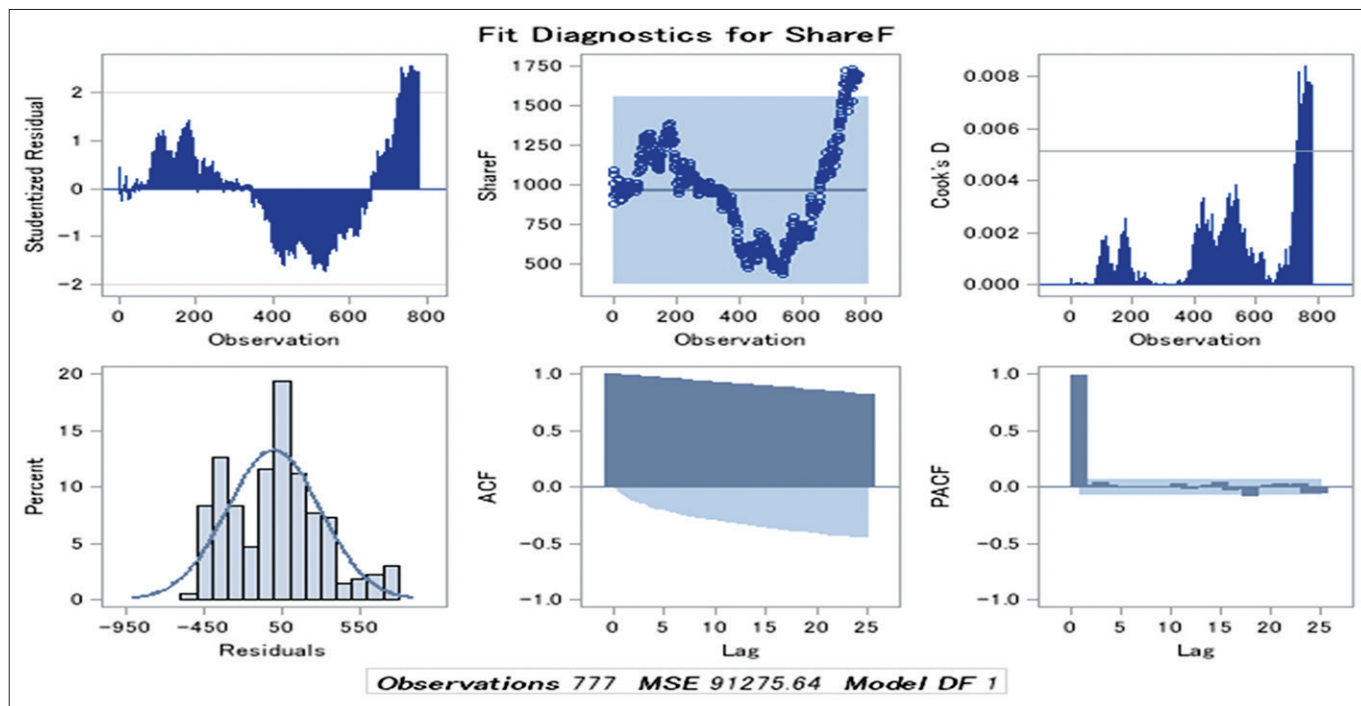 Fit Diagnostics for ShareF
Studentized Residual
2
1
0
−1
−2
0 200 400 600 800
Observation
ShareF
1750
1500
1250
1000
750
500
0 200 400 600 800
Observation
Cook's D
0.008
0.006
0.004
0.002
0.000
0 200 400 600 800
Observation
Percent
20
15
10
5
0
−950 −450 50 550
Residuals
ACF
1.0
0.5
0.0
−0.5
−1.0
0 5 10 15 20 25
Lag
PACF
1.0
0.5
0.0
−0.5
−1.0
0 5 10 15 20 25
Lag
Observations 777 MSE 91275.64 Model DF 1